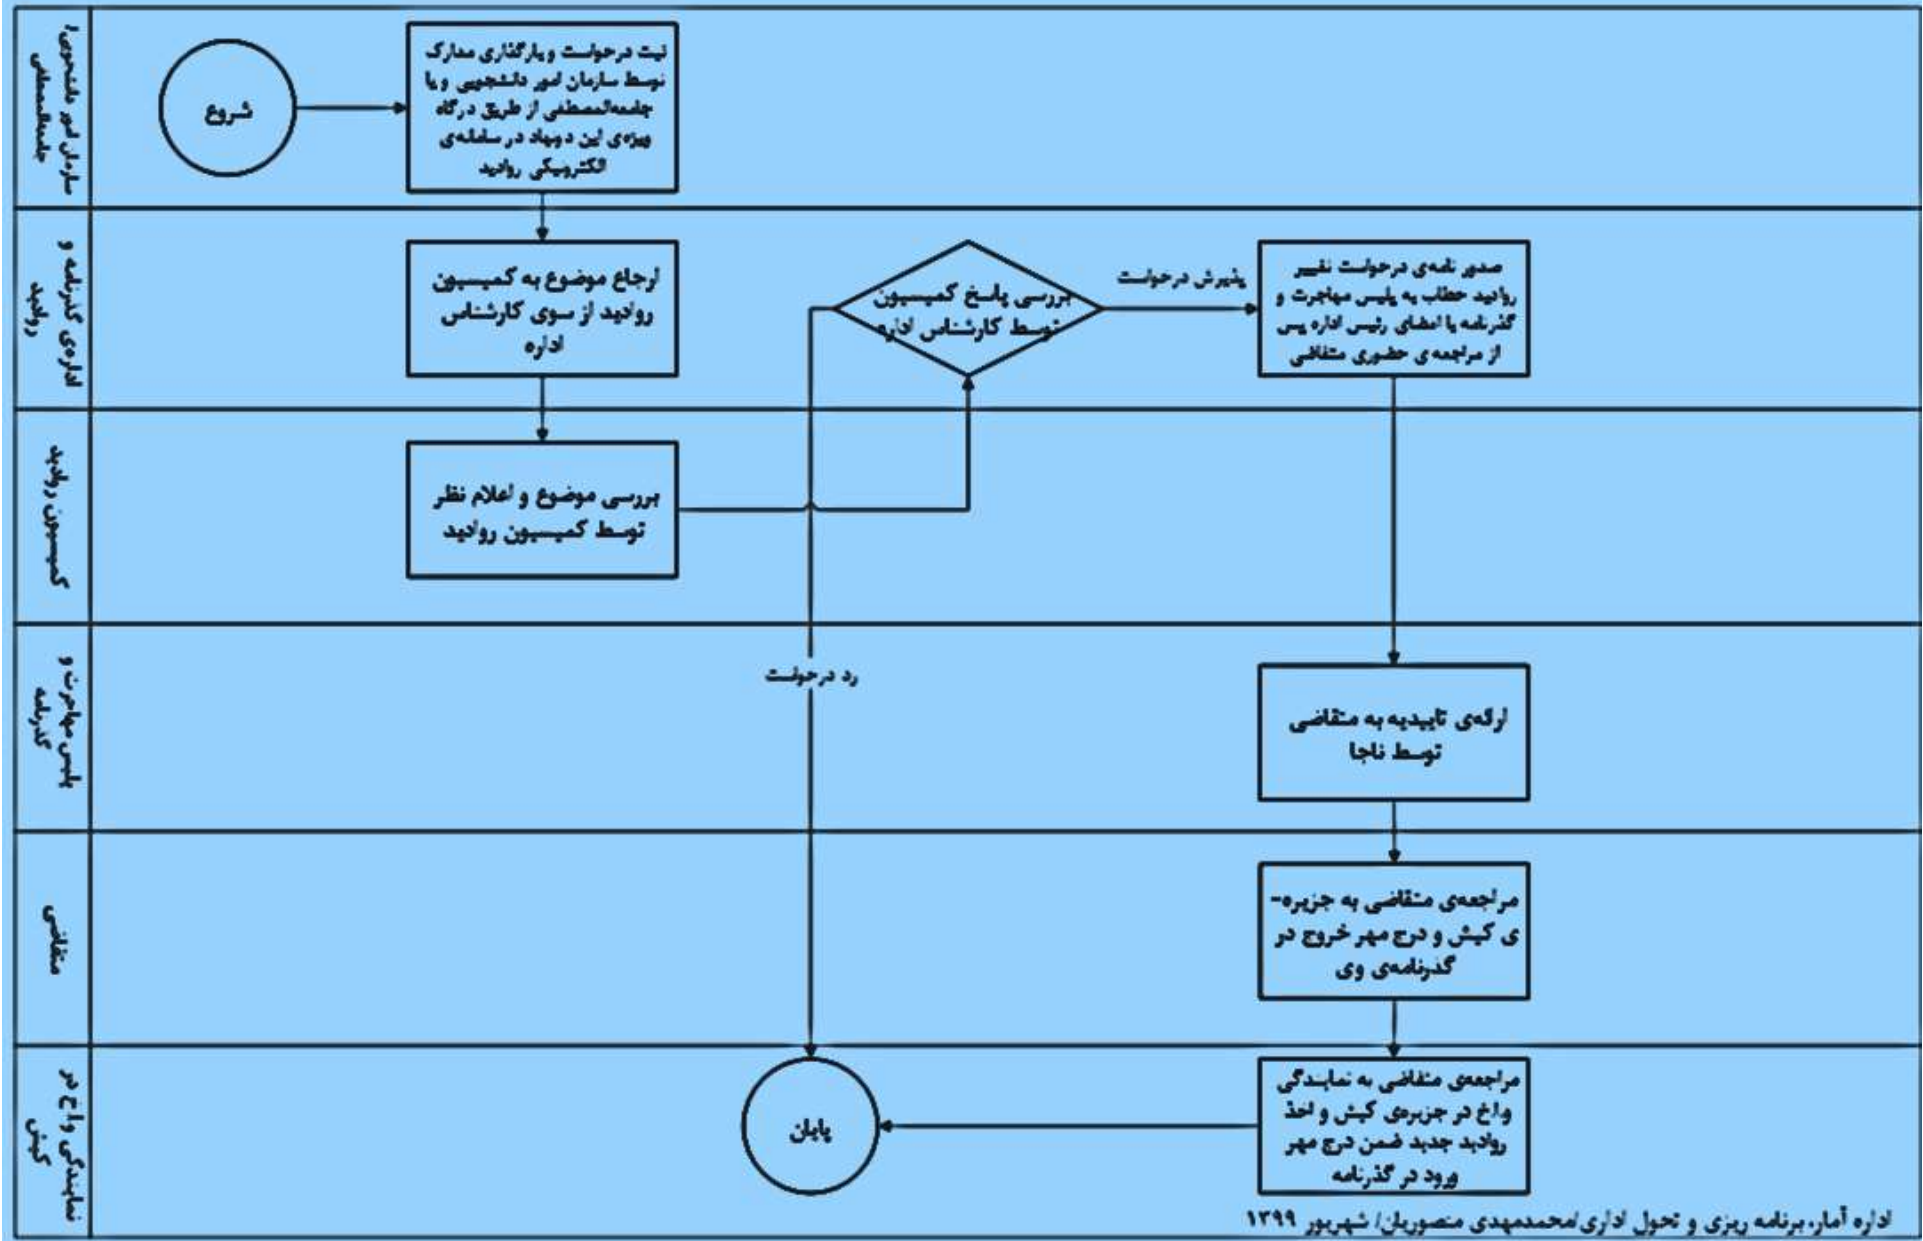 سازمان امور دانشجویی/
جامعه‌المصطفی
شروع
ثبت درخواست و بارگذاری مدارک
توسط سازمان امور دانشجویی و یا
جامعه‌المصطفی از طریق درگاه
ویژه‌ی این دو نهاد در سامانه‌ی
الکترونیکی روادید
اداره‌ی گذرنامه و
روادید
ارجاع موضوع به کمیسیون
روادید از سوی کارشناس
اداره
بررسی پاسخ کمیسیون
توسط کارشناس اداره
پذیرش درخواست
صدور نامه‌ی درخواست تغییر
روادید خطاب به پلیس مهاجرت و
گذرنامه با امضای رئیس اداره پس
از مراجعه‌ی حضوری متقاضی
کمیسیون روادید
بررسی موضوع و اعلام نظر
توسط کمیسیون روادید
پلیس مهاجرت و
گذرنامه
رد درخواست
ارائه‌ی تاییدیه به متقاضی
توسط ناجا
متقاضی
مراجعه‌ی متقاضی به جزیره-
ی کیش و درج مهر خروج در
گذرنامه‌ی وی
نمایندگی واخ در
کیش
پایان
مراجعه‌ی متقاضی به نمایندگی
واخ در جزیره‌ی کیش و اخذ
روادید جدید ضمن درج مهر
ورود در گذرنامه
اداره آمار، برنامه ریزی و تحول اداری/محمدمهدی منصوریان/ شهریور ۱۳۹۹